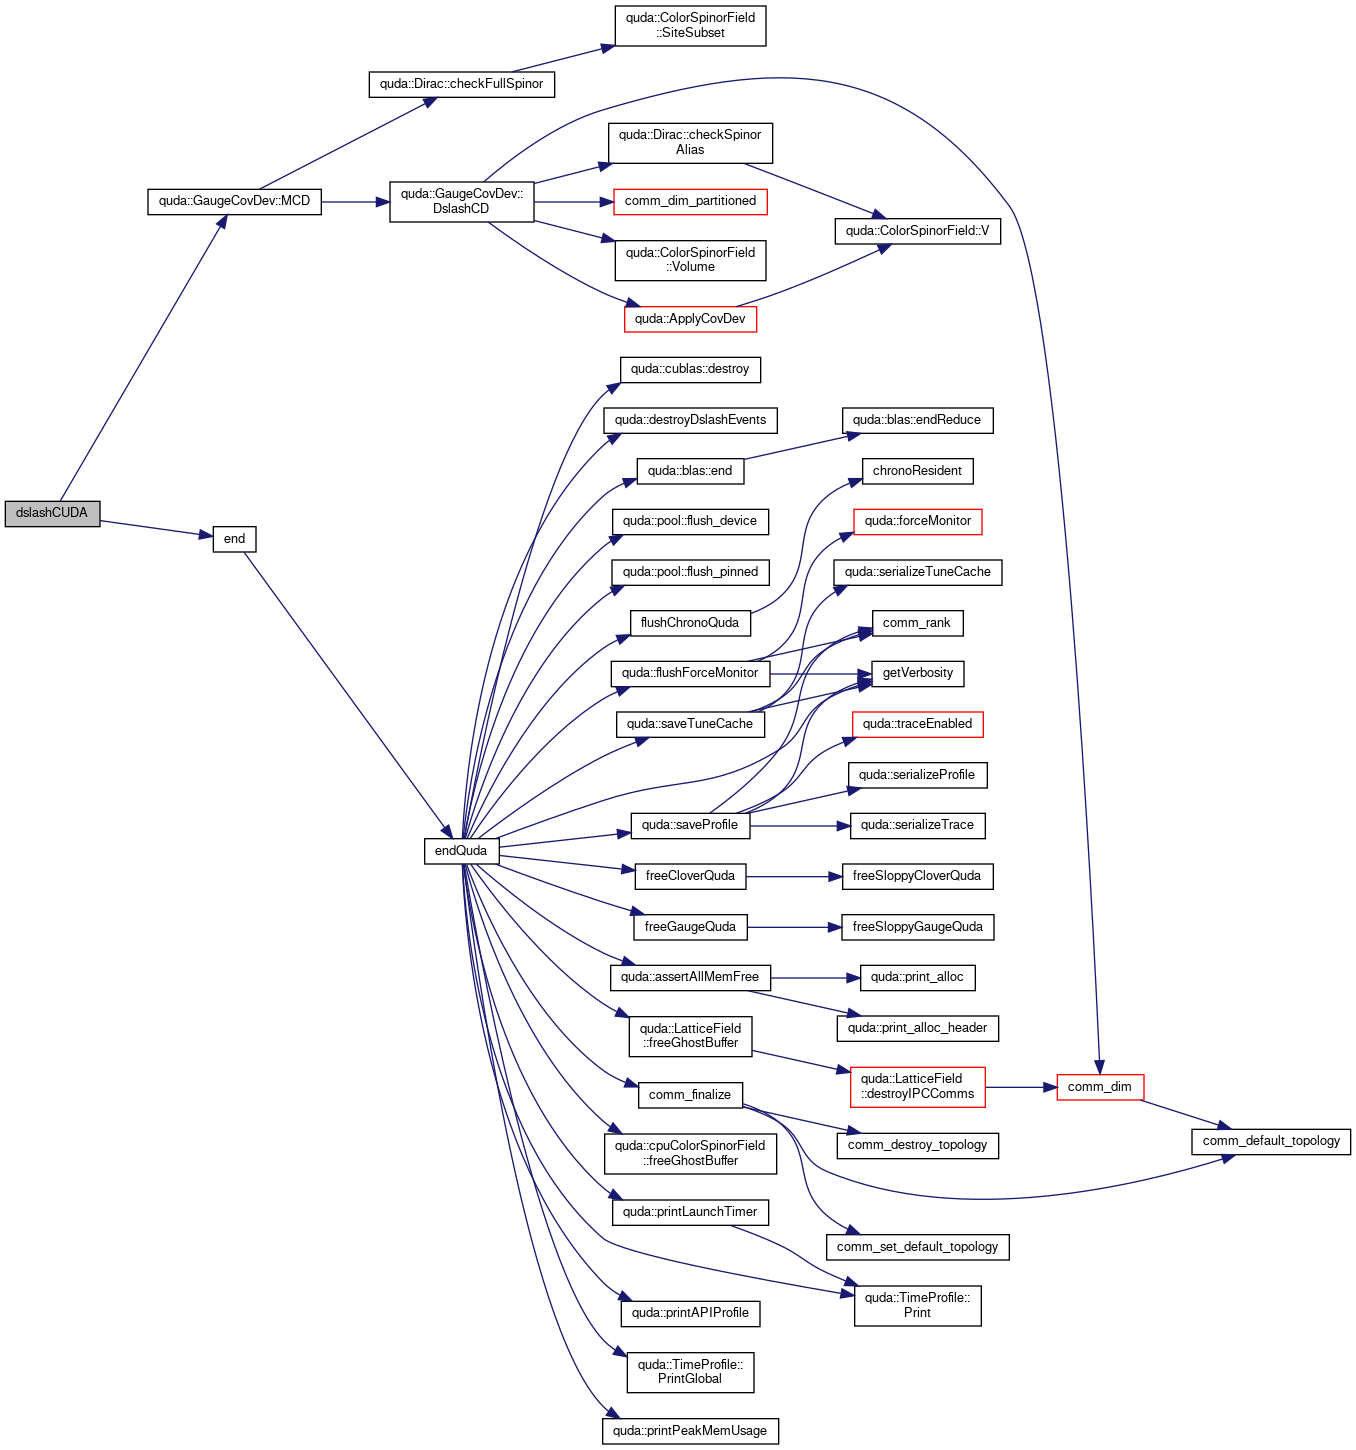 quda::ColorSpinorField
::SiteSubset
quda::Dirac::checkFullSpinor
quda::Dirac::checkSpinor
Alias
quda::GaugeCovDev::MCD
quda::GaugeCovDev::
DslashCD
comm_dim_partitioned
quda::ColorSpinorField::V
quda::ColorSpinorField
::Volume
quda::ApplyCovDev
quda::cublas::destroy
quda::destroyDslashEvents
quda::blas::endReduce
quda::blas::end
chronoResident
dslashCUDA
quda::pool::flush_device
quda::forceMonitor
end
quda::pool::flush_pinned
quda::serializeTuneCache
flushChronoQuda
comm_rank
quda::flushForceMonitor
getVerbosity
quda::saveTuneCache
quda::traceEnabled
quda::serializeProfile
quda::saveProfile
quda::serializeTrace
endQuda
freeCloverQuda
freeSloppyCloverQuda
freeGaugeQuda
freeSloppyGaugeQuda
quda::assertAllMemFree
quda::print_alloc
quda::LatticeField
::freeGhostBuffer
quda::print_alloc_header
quda::LatticeField
::destroyIPCComms
comm_dim
comm_finalize
comm_destroy_topology
comm_default_topology
quda::cpuColorSpinorField
::freeGhostBuffer
quda::printLaunchTimer
comm_set_default_topology
quda::TimeProfile::
Print
quda::printAPIProfile
quda::TimeProfile::
PrintGlobal
quda::printPeakMemUsage